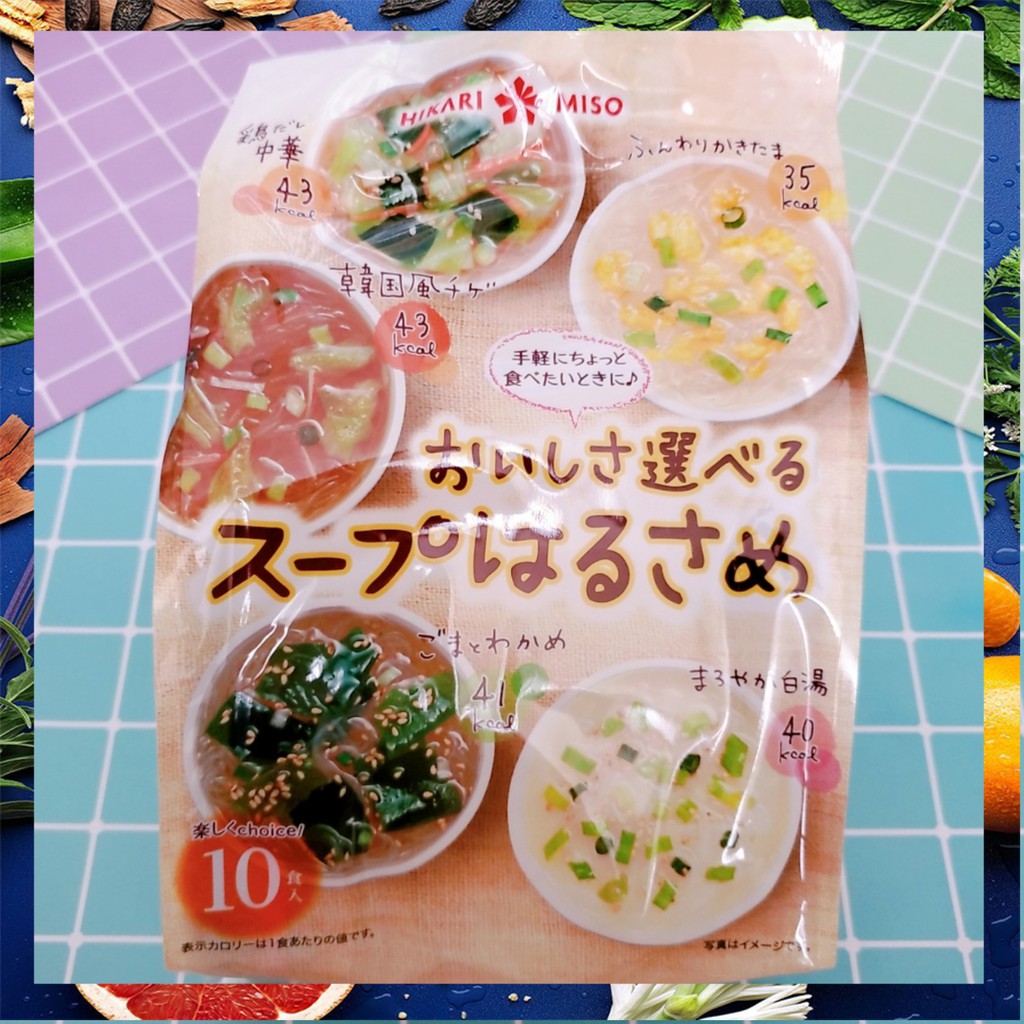 HIKARI MISO
鶏だし
中華
43
kcal
ふんわりかきたま
35
kcal
韓国風チゲ
43
kcal
手軽にちょっと
食べたいときに♪
おいしさ選べる
スープはるさめ
ごまとわかめ
41
kcal
まろやか白湯
40
kcal
楽しくchoice!
10食入
表示カロリーは1食あたりの値です。
写真はイメージです。